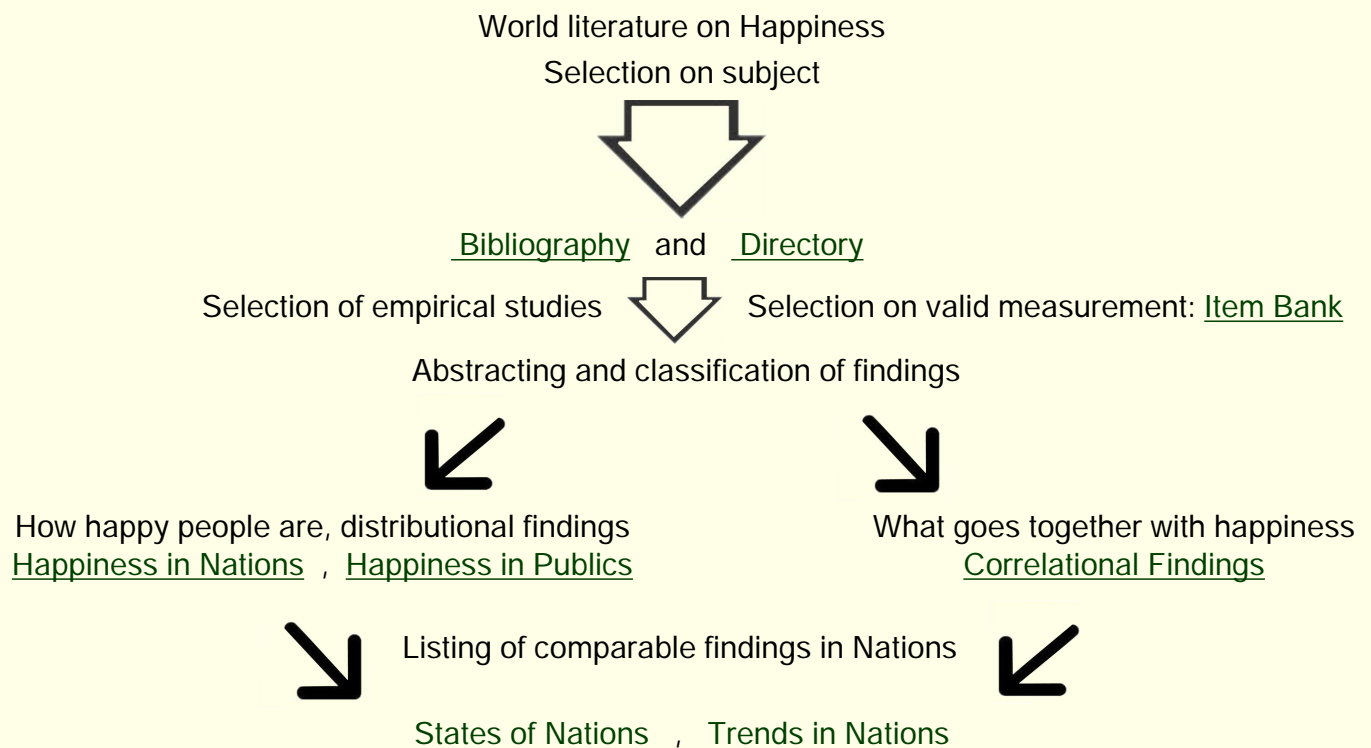 World literature on Happiness
Selection on subject
Bibliography and Directory
Selection of empirical studies Selection on valid measurement: Item Bank
Abstracting and classification of findings
How happy people are, distributional findings What goes together with happiness
Happiness in Nations , Happiness in Publics Correlational Findings
Listing of comparable findings in Nations
States of Nations , Trends in Nations